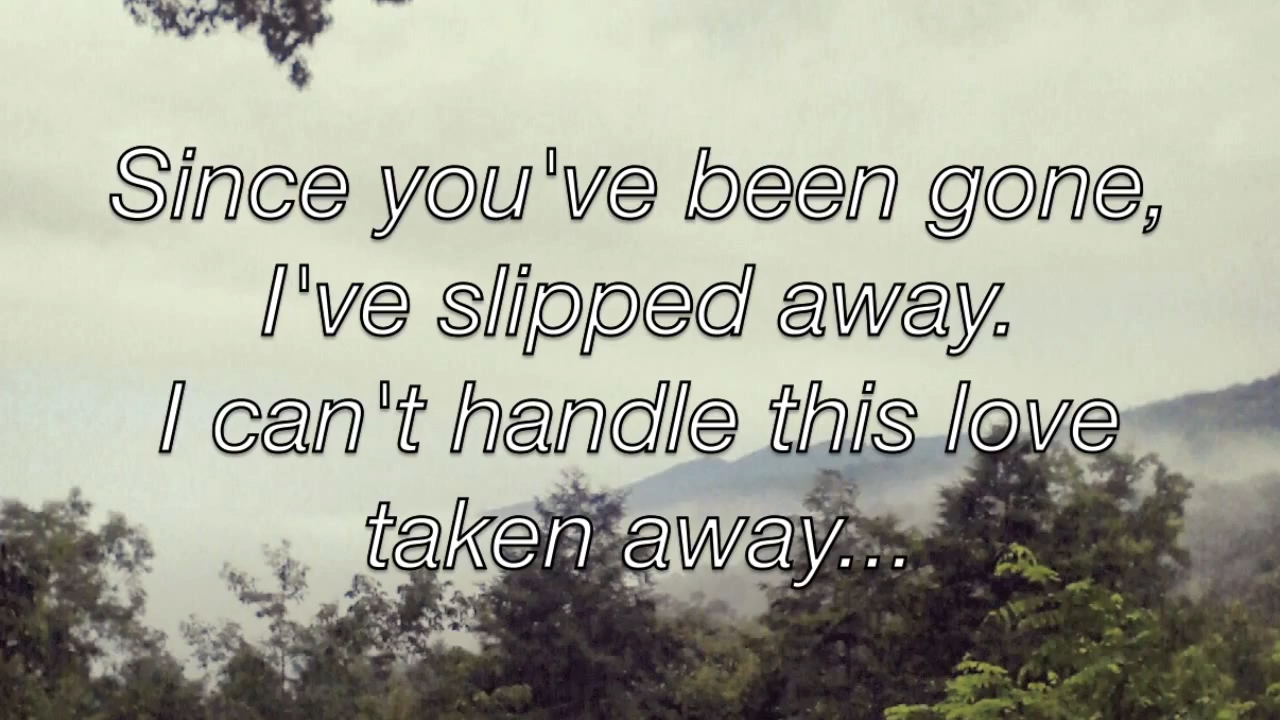 Since you've been gone,
I've slipped away.
I can't handle this love
taken away...